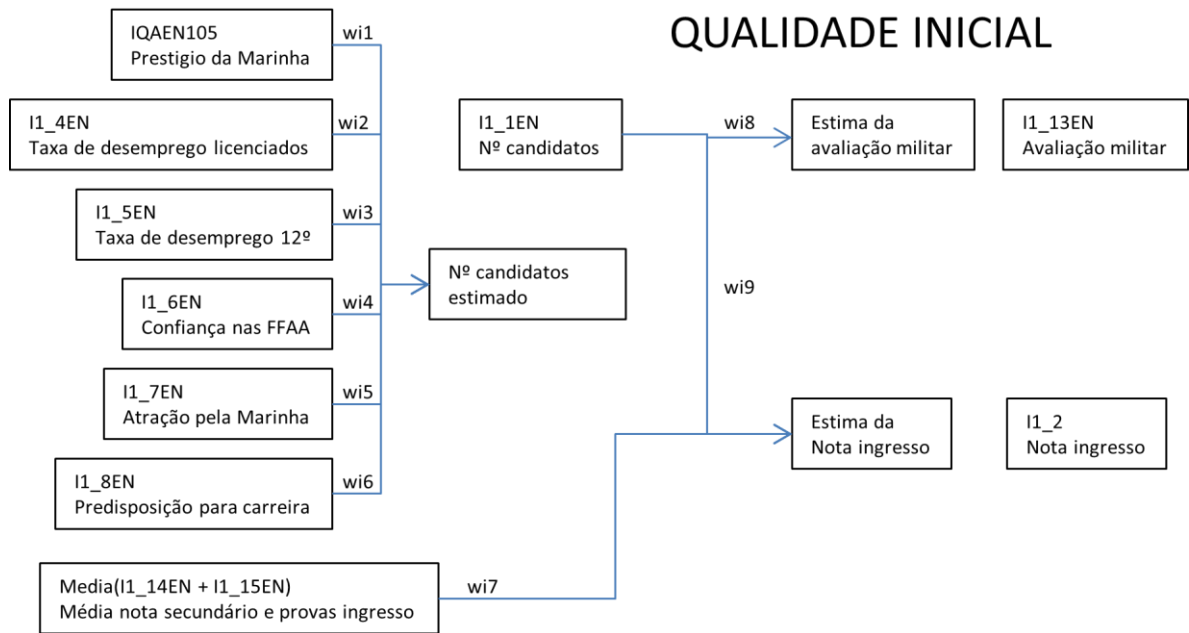 QUALIDADE INICIAL
IQAEN105
Prestigio da Marinha
wi1
I1_4EN
Taxa de desemprego licenciados
wi2
I1_5EN
Taxa de desemprego 12º
wi3
I1_6EN
Confiança nas FFAA
wi4
I1_7EN
Atração pela Marinha
wi5
I1_8EN
Predisposição para carreira
wi6
Media(I1_14EN + I1_15EN)
Média nota secundário e provas ingresso
wi7
Nº candidatos
estimado
I1_1EN
Nº candidatos
wi8
wi9
Estima da
avaliação militar
I1_13EN
Avaliação militar
Estima da
Nota ingresso
I1_2
Nota ingresso